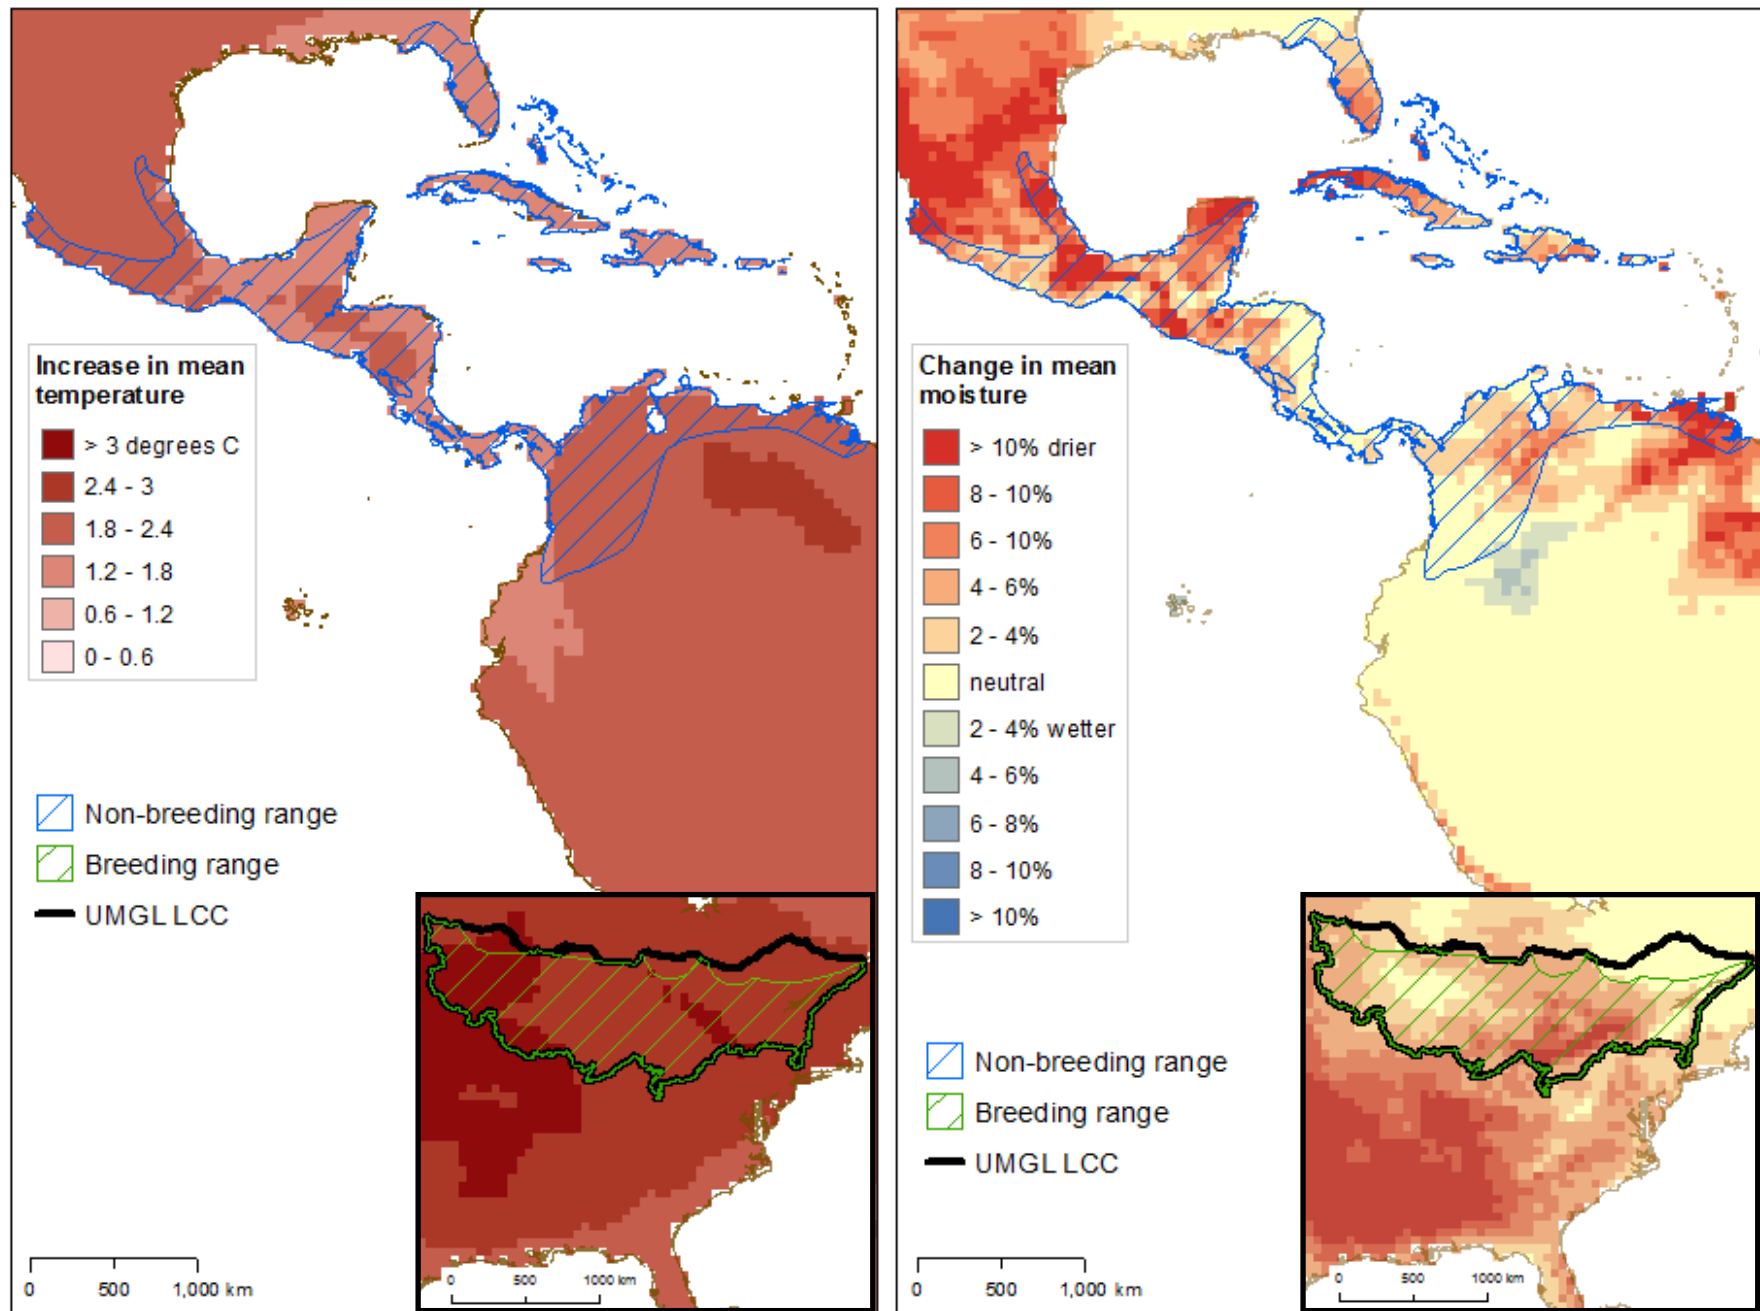 Increase in mean
temperature
> 3 degrees C
2.4 - 3
1.8 - 2.4
1.2 - 1.8
0.6 - 1.2
0 - 0.6
Non-breeding range
Breeding range
UMGL LCC
0 500 1,000 km
0 500 1000 km
Change in mean
moisture
> 10% drier
8 - 10%
6 - 10%
4 - 6%
2 - 4%
neutral
2 - 4% wetter
4 - 6%
6 - 8%
8 - 10%
> 10%
Non-breeding range
Breeding range
UMGL LCC
0 500 1,000 km
0 500 1000 km